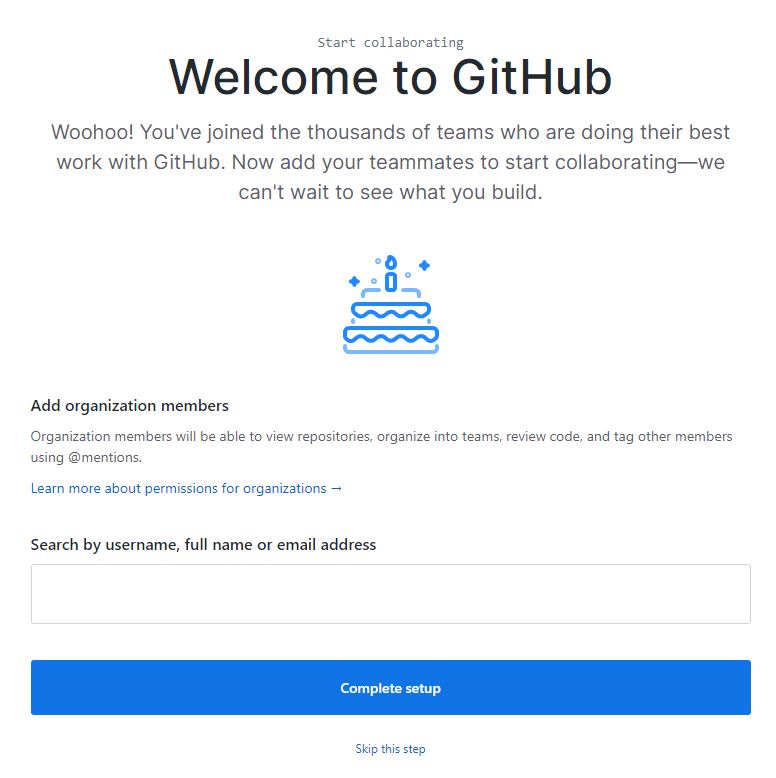 Start collaborating
Welcome to GitHub
Woohoo! You've joined the thousands of teams who are doing their best
work with GitHub. Now add your teammates to start collaborating—we
can't wait to see what you build.
Add organization members
Organization members will be able to view repositories, organize into teams, review code, and tag other members
using @mentions.
Learn more about permissions for organizations →
Search by username, full name or email address
Complete setup
Skip this step